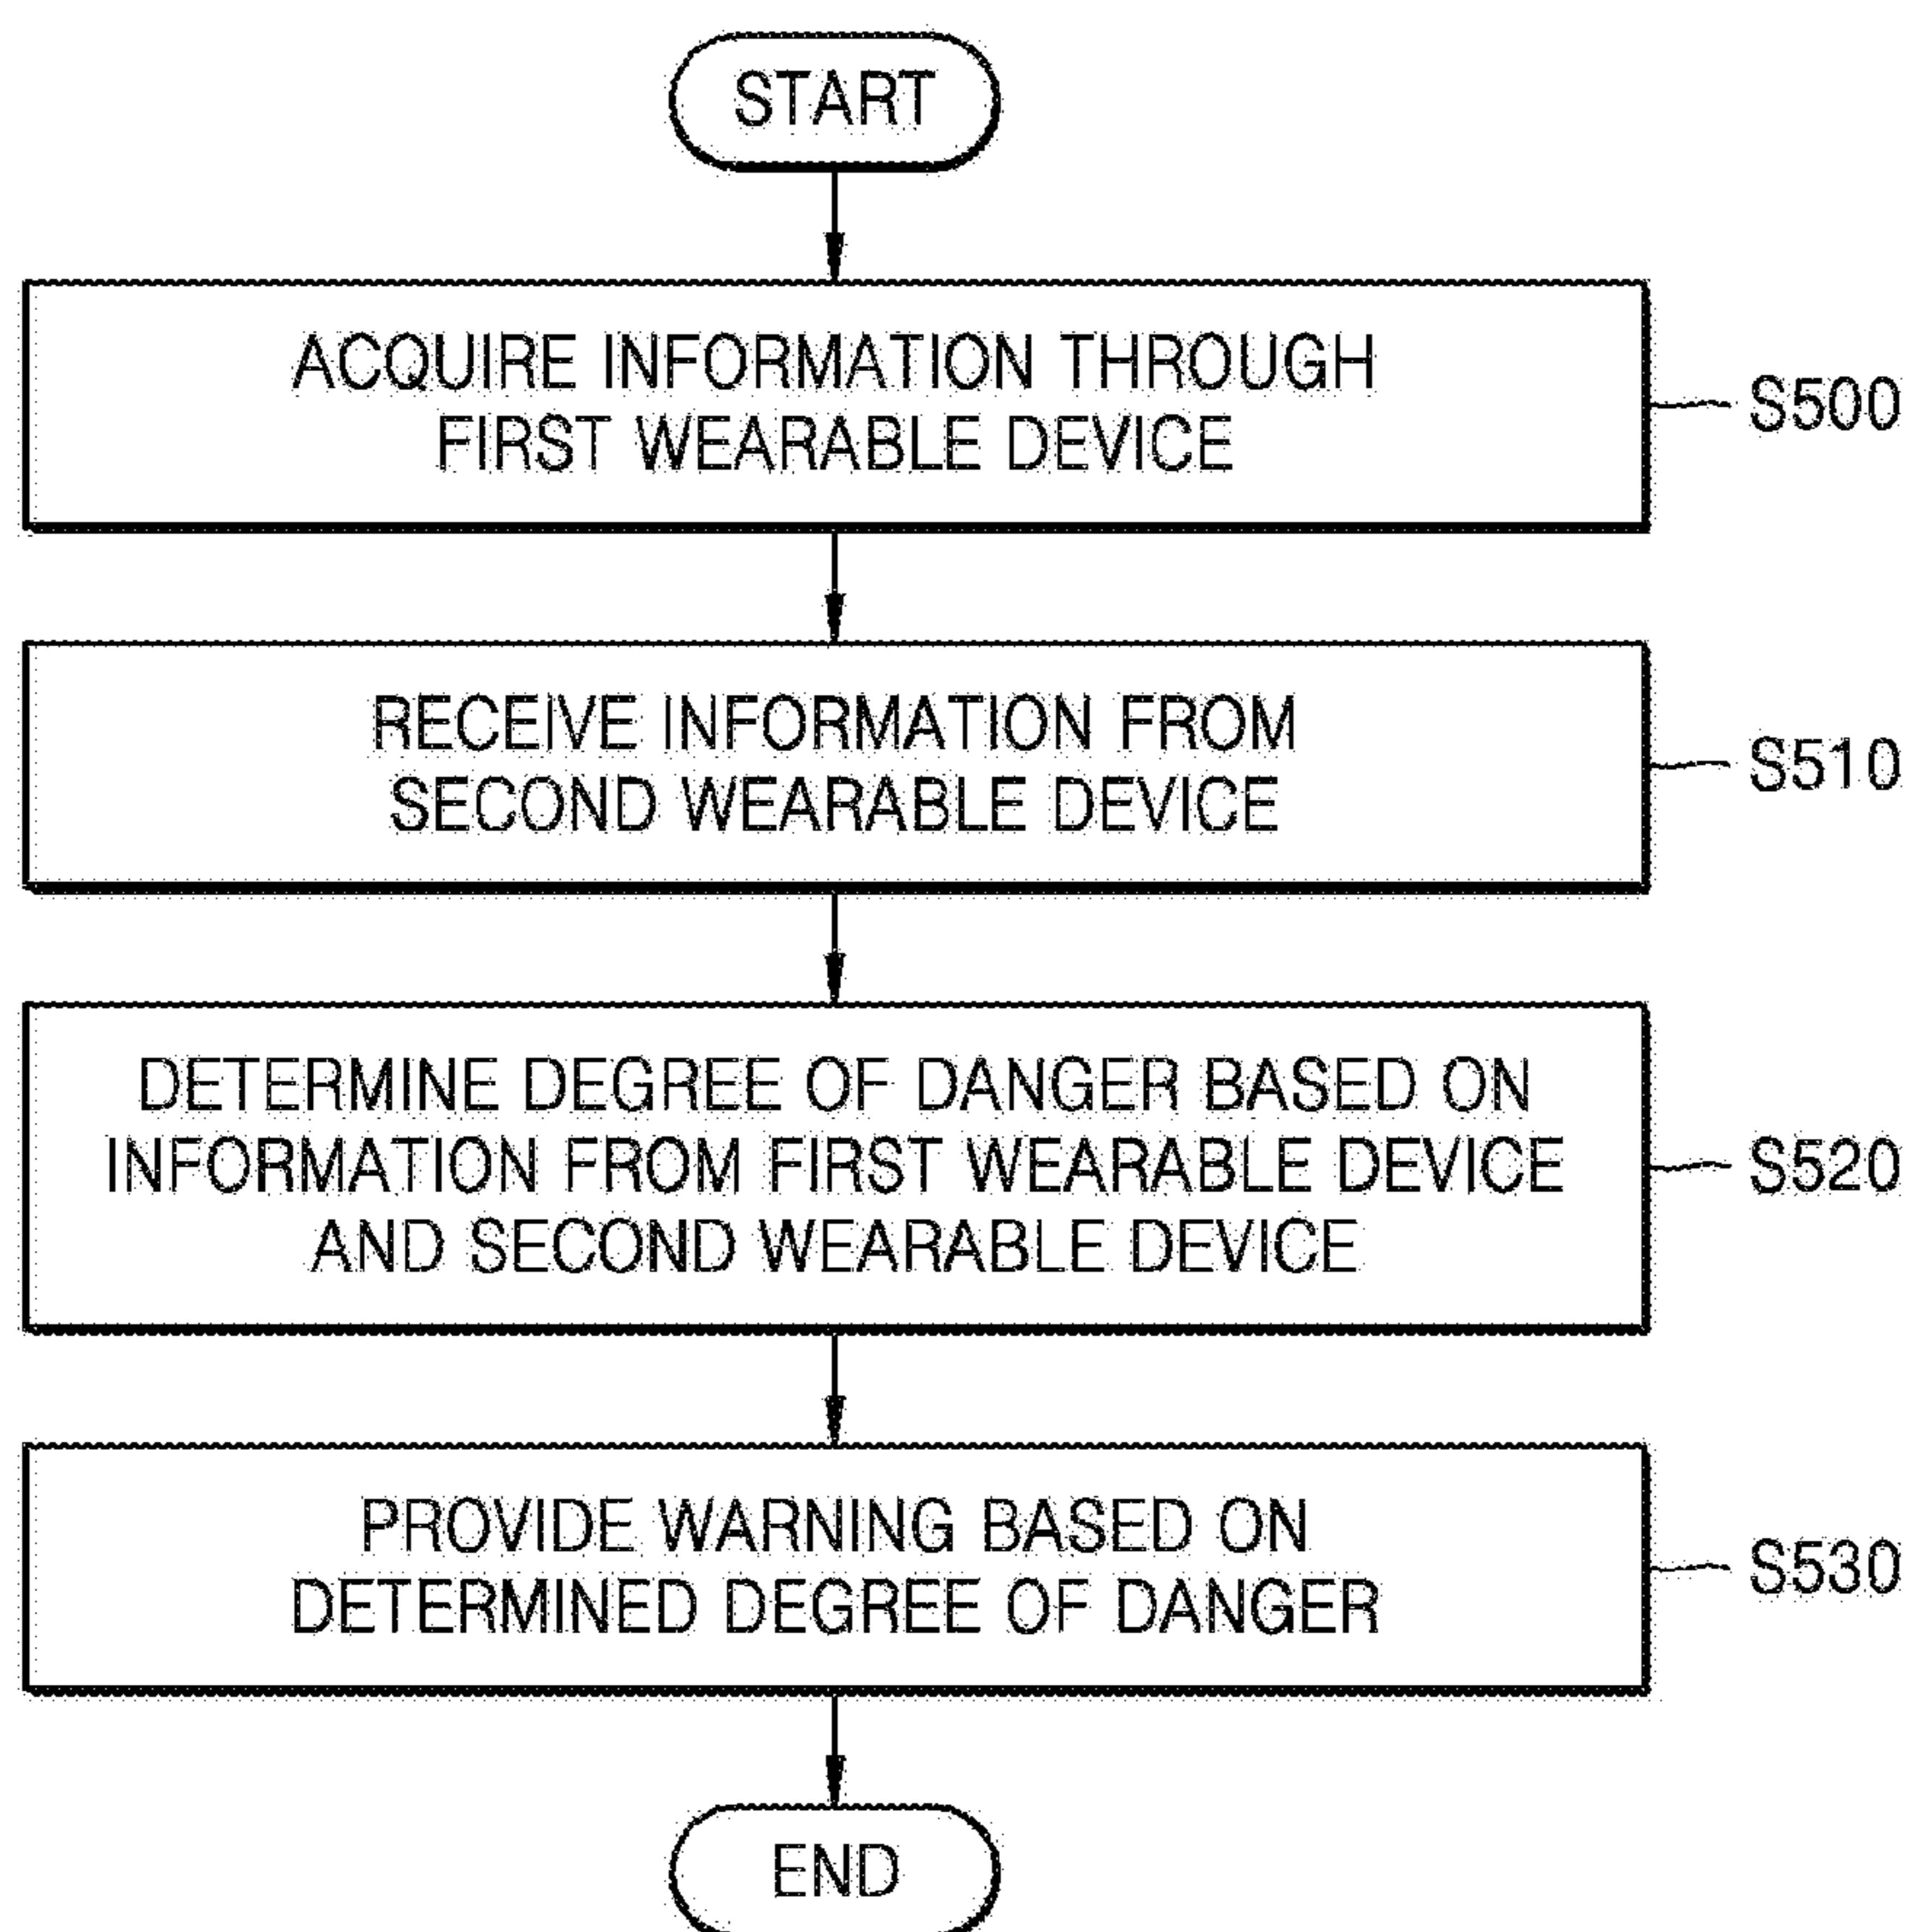 START
ACQUIRE INFORMATION THROUGH
FIRST WEARABLE DEVICE
S500
RECEIVE INFORMATION FROM
SECOND WEARABLE DEVICE
S510
DETERMINE DEGREE OF DANGER BASED ON
INFORMATION FROM FIRST WEARABLE DEVICE
AND SECOND WEARABLE DEVICE
S520
PROVIDE WARNING BASED ON
DETERMINED DEGREE OF DANGER
S530
END